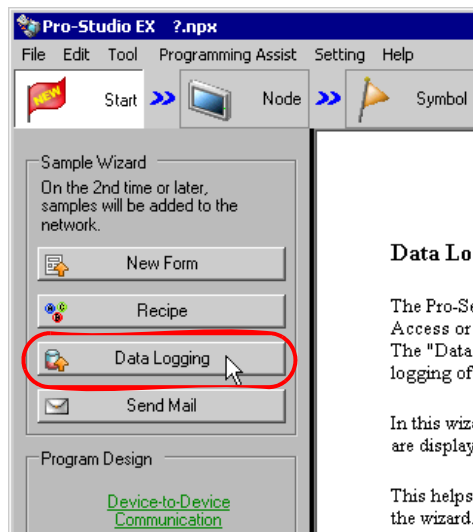 Pro-Studio EX ?.npx
File Edit Tool Programming Assist Setting Help
NEW Start Node Symbol
Sample Wizard
On the 2nd time or later,
samples will be added to the
network.
New Form
Recipe
Data Logging
Send Mail
Program Design
Device-to-Device
Communication
Data Lo
The Pro-Se
Access or
The "Data
logging of
In this wiz
are display
This helps
the wizard